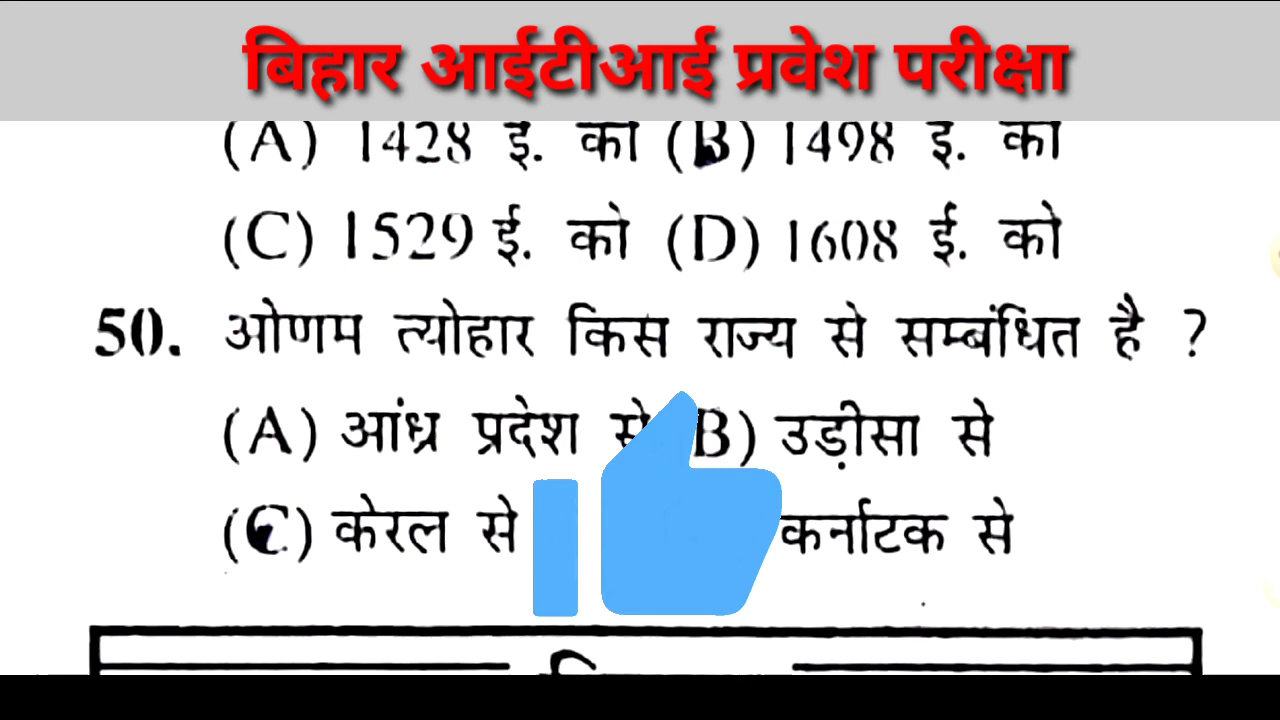 बिहार आईटीआई प्रवेश परीक्षा
(A) 1428 ई. को (B) 1498 ई. को
(C) 1529 ई. को (D) 1608 ई. को
50. ओणम त्योहार किस राज्य से सम्बंधित है ?
(A) आंध्र प्रदेश से B) उड़ीसा से
(C) केरल से कर्नाटक से